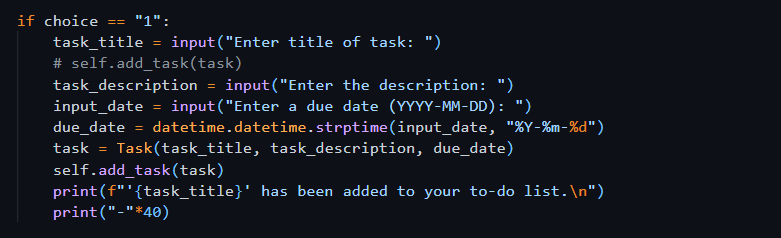 if choice == "1":
    task_title = input("Enter title of task: ")
    # self.add_task(task)
    task_description = input("Enter the description: ")
    input_date = input("Enter a due date (YYYY-MM-DD): ")
    due_date = datetime.datetime.strptime(input_date, "%Y-%m-%d")
    task = Task(task_title, task_description, due_date)
    self.add_task(task)
    print(f"'{task_title}' has been added to your to-do list.\n")
    print("-"*40)